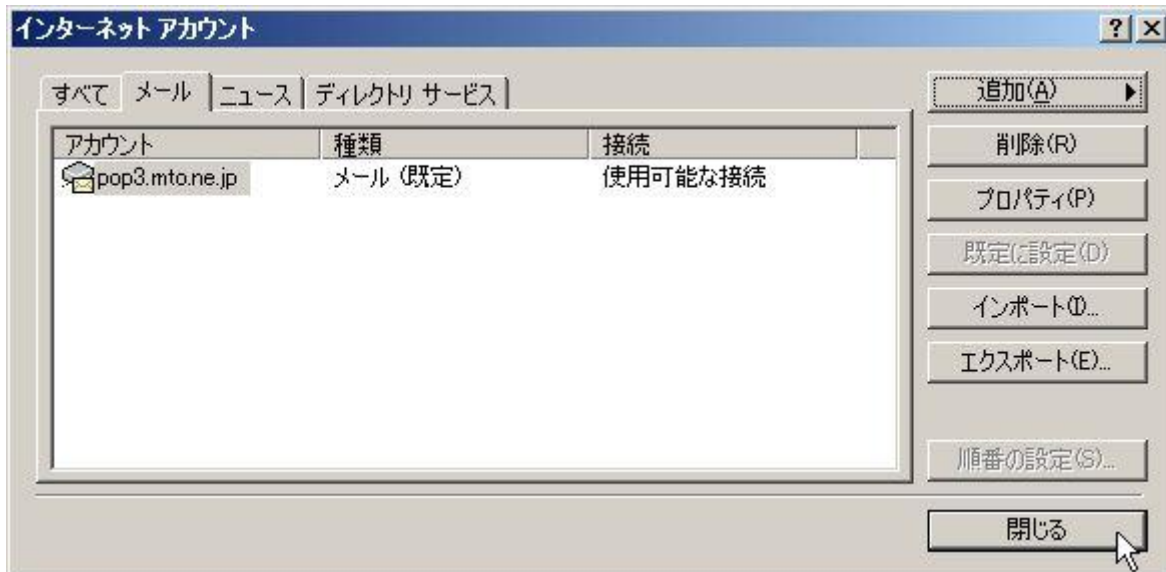 インターネット アカウント
すべて メール ニュース ディレクトリ サービス
アカウント 種類 接続
pop3.mto.ne.jp メール (既定) 使用可能な接続
追加(A)
削除(R)
プロパティ(P)
既定に設定(D)
インポート(I)...
エクスポート(E)...
順番の設定(S)...
閉じる